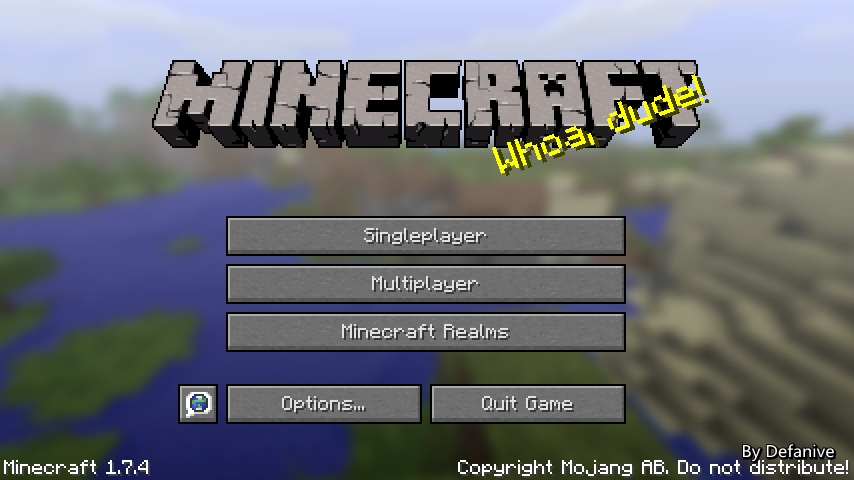 MINECRAFT
Whoa, dude!
Singleplayer
Multiplayer
Minecraft Realms
Options...
Quit Game
By Defanive
Minecraft 1.7.4
Copyright Mojang AB. Do not distribute!